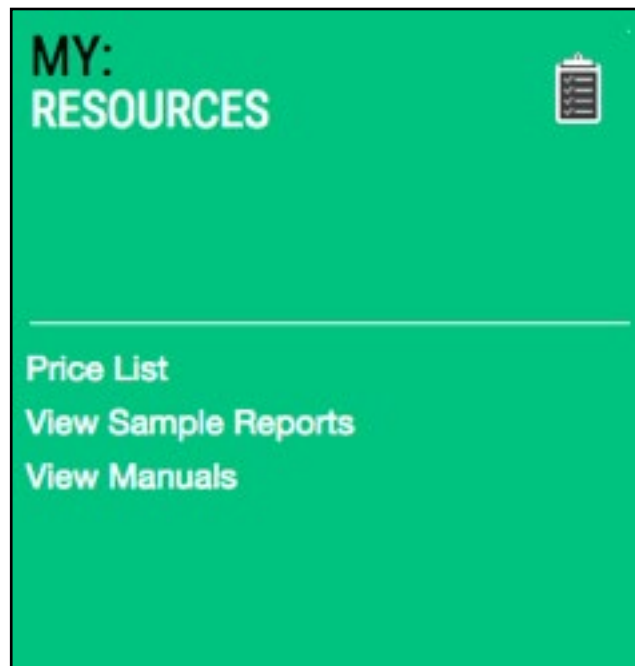 MY:
RESOURCES
Price List
View Sample Reports
View Manuals